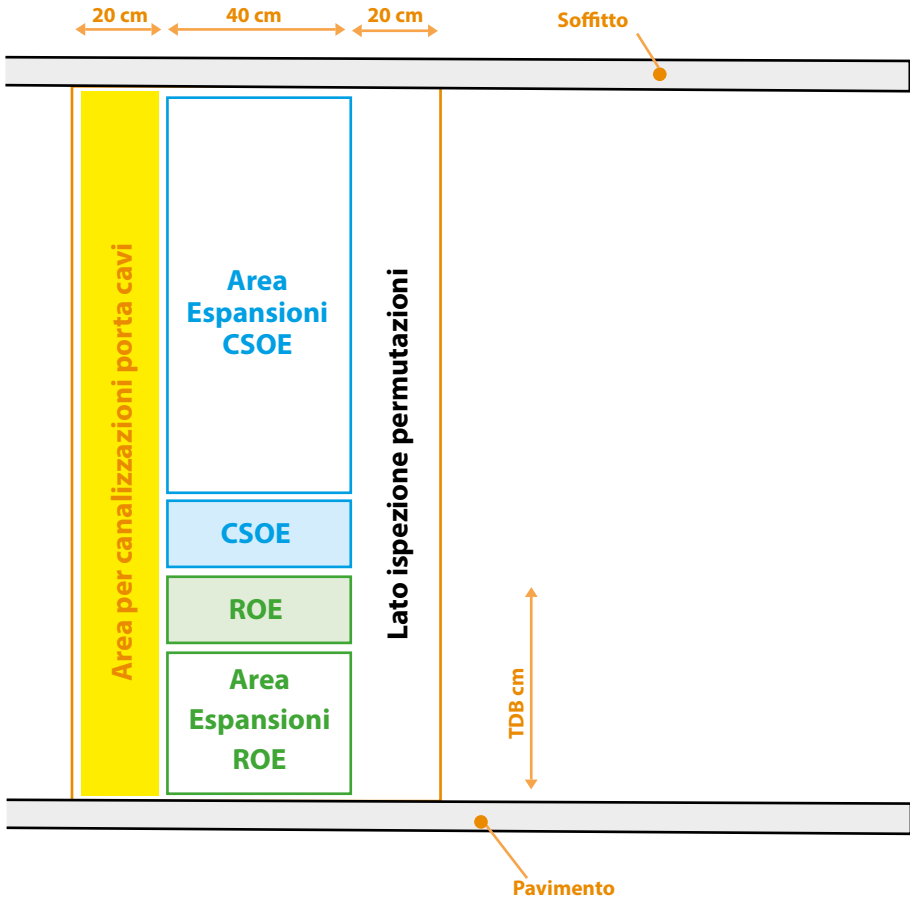 20 cm
40 cm
20 cm
Soffitto
Area per canalizzazioni porta cavi
Area
Espansioni
CSOE
Lato ispezione permutazioni
CSOE
ROE
Area
Espansioni
ROE
TDB cm
Pavimento